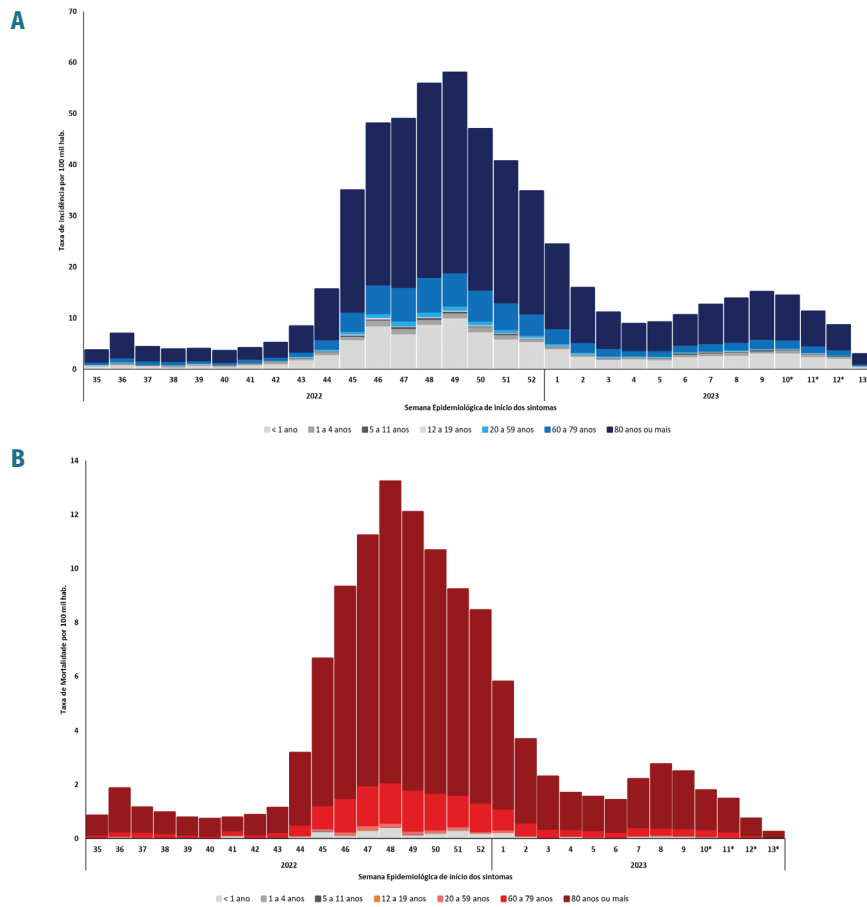 A
70
60
50
40
30
20
10
0
Taxa de Incidência por 100 mil hab.
35 36 37 38 39 40 41 42 43 44 45 46 47 48 49 50 51 52 1 2 3 4 5 6 7 8 9 10* 11* 12* 13
2022 2023
Semana Epidemiológica de início dos sintomas
< 1 ano 1 a 4 anos 5 a 11 anos 12 a 19 anos 20 a 59 anos 60 a 79 anos 80 anos ou mais
B
14
12
10
8
6
4
2
0
Taxa de Mortalidade por 100 mil hab.
35 36 37 38 39 40 41 42 43 44 45 46 47 48 49 50 51 52 1 2 3 4 5 6 7 8 9 10* 11* 12* 13*
2022 2023
Semana Epidemiológica de início dos sintomas
< 1 ano 1 a 4 anos 5 a 11 anos 12 a 19 anos 20 a 59 anos 60 a 79 anos 80 anos ou mais